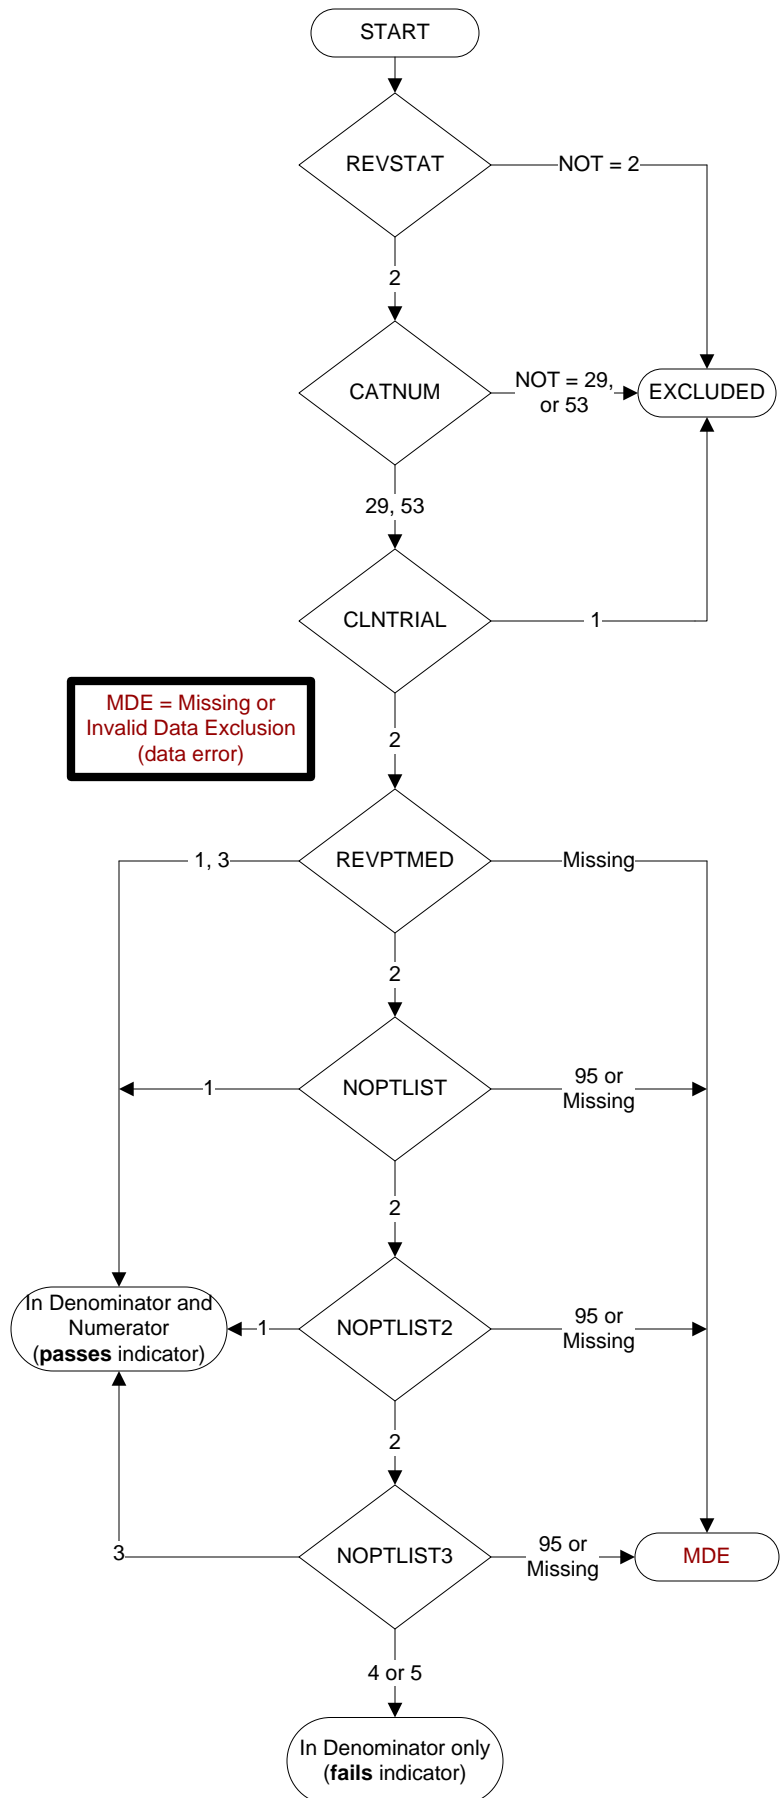 START
REVSTAT
NOT = 2
2
CATNUM
NOT = 29,
or 53
EXCLUDED
29, 53
CLNTRIAL
1
MDE = Missing or
Invalid Data Exclusion
(data error)
2
REVPTMED
1, 3
Missing
2
NOPTLIST
1
95 or
Missing
2
In Denominator and
Numerator
(passes indicator)
1
NOPTLIST2
95 or
Missing
2
3
NOPTLIST3
95 or
Missing
MDE
4 or 5
In Denominator only
(fails indicator)